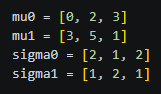 mu0 = [0, 2, 3]
mu1 = [3, 5, 1]
sigma0 = [2, 1, 2]
sigma1 = [1, 2, 1]